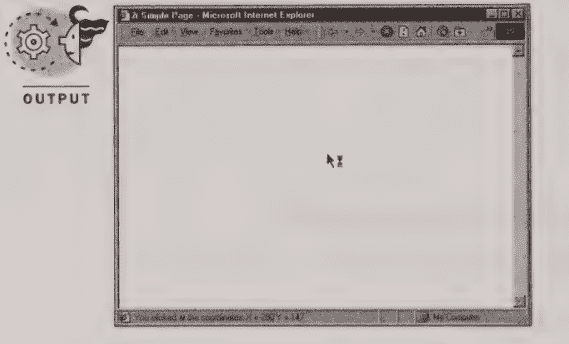 A Simple Page - Microsoft Internet Explorer
File Edit View Favorites Tools Help
OUTPUT
You clicked at the coordinates X = Y = 147
My Computer